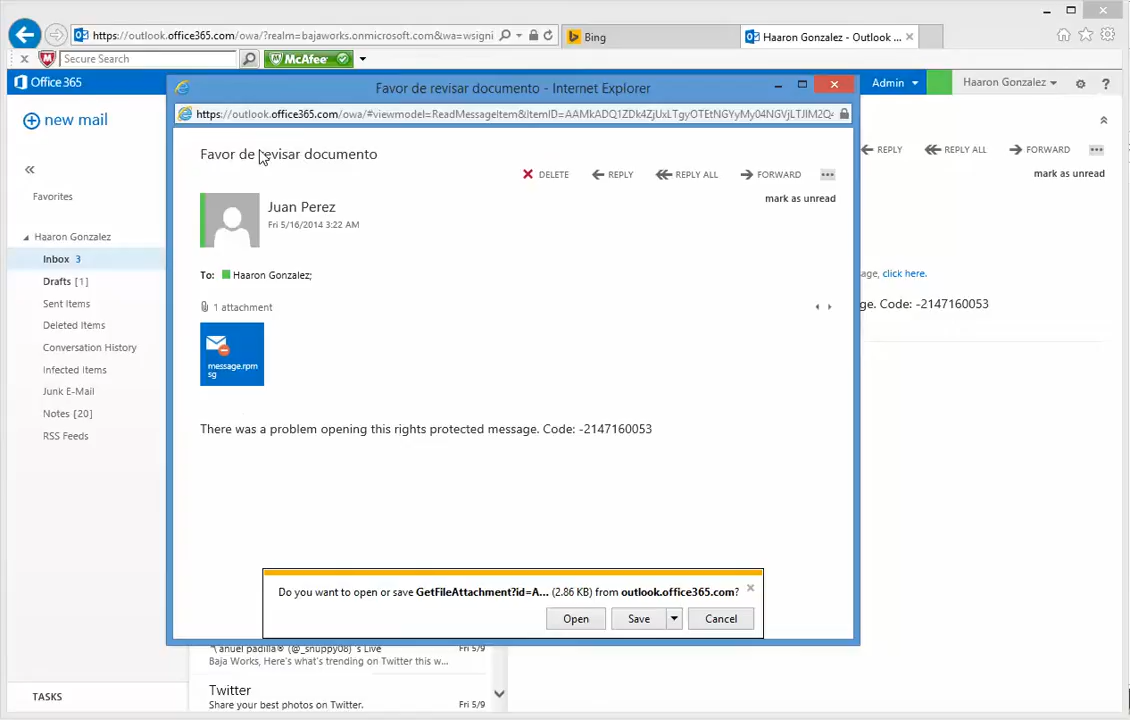 https://outlook.office365.com/owa/?realm=bajaworks.onmicrosoft.com&wa=wsigni
Bing
Haaron Gonzalez - Outlook ...
Secure Search
McAfee
Office 365
Favor de revisar documento - Internet Explorer
Admin
Haaron Gonzalez
?
https://outlook.office365.com/owa/#viewmodel=ReadMessageItem&itemID=
new mail
Favor de revisar documento
REPLY
REPLY ALL
FORWARD
DELETE
REPLY
REPLY ALL
FORWARD
mark as unread
Favorites
mark as unread
Juan Perez
Fri 5/16/2014 3:22 AM
Haaron Gonzalez
Inbox 3
To: Haaron Gonzalez;
age, click here.
Drafts [1]
Sent Items
1 attachment
ge. Code: -2147160053
Deleted Items
Conversation History
message.rpm
sg
Infected Items
Junk E-Mail
Notes [20]
There was a problem opening this rights protected message. Code: -2147160053
RSS Feeds
Do you want to open or save GetFileAttachment?id=A... (2.86 KB) from outlook.office365.com?
Open
Save
Cancel
anuel padilla® (@_snuppy08) 's Live
Fri 5/9
Baja Works, Here's what's trending on Twitter this w...
Twitter
TASKS
Share your best photos on Twitter.
Fri 5/9